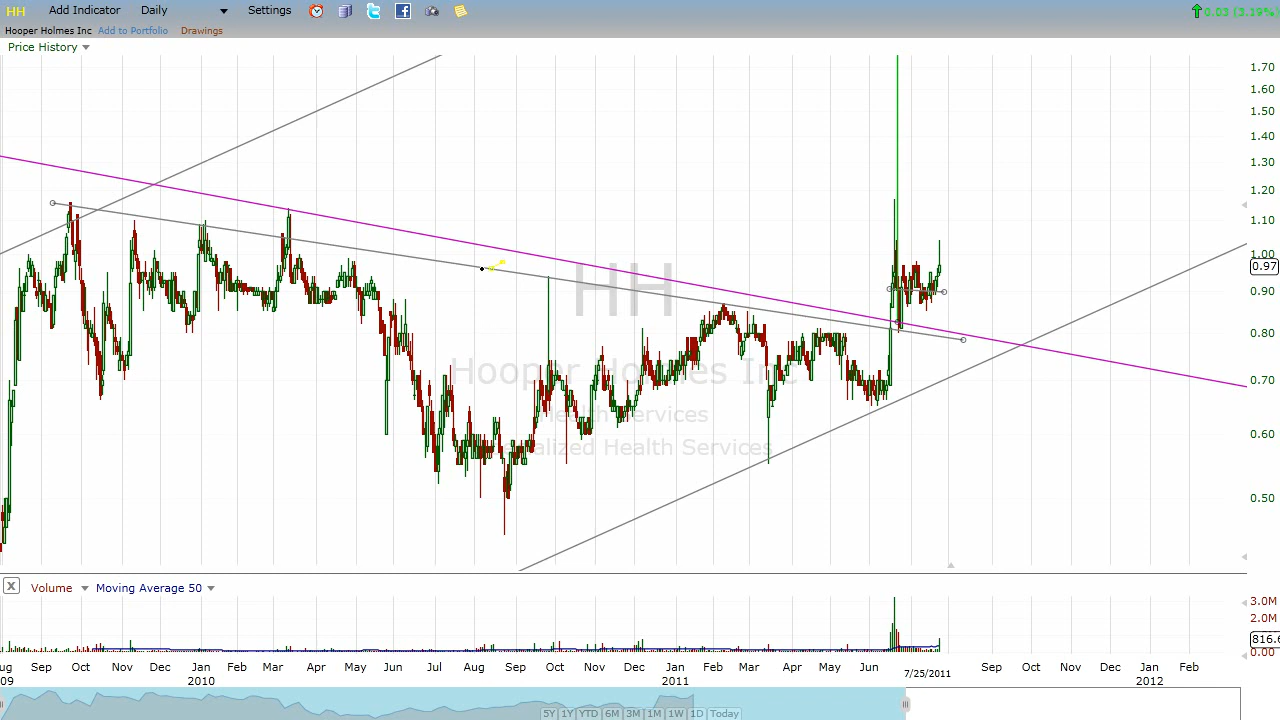 HH Add Indicator Daily Settings 0.03 (3.19%)
Hooper Holmes Inc Add to Portfolio Drawings
Price History
1.70
1.60
1.50
1.40
1.30
1.20
1.10
1.00
0.97
0.90
0.80
0.70
0.60
0.50
HH
Hooper Holmes Inc
Health Services
Specialized Health Services
X Volume Moving Average 50
3.0M
2.0M
816.6
0.00
ug Sep Oct Nov Dec Jan Feb Mar Apr May Jun Jul Aug Sep Oct Nov Dec Jan Feb Mar Apr May Jun 7/25/2011 Sep Oct Nov Dec Jan Feb
09 2010 2011 2012
5Y 1Y YTD 6M 3M 1M 1W 1D Today